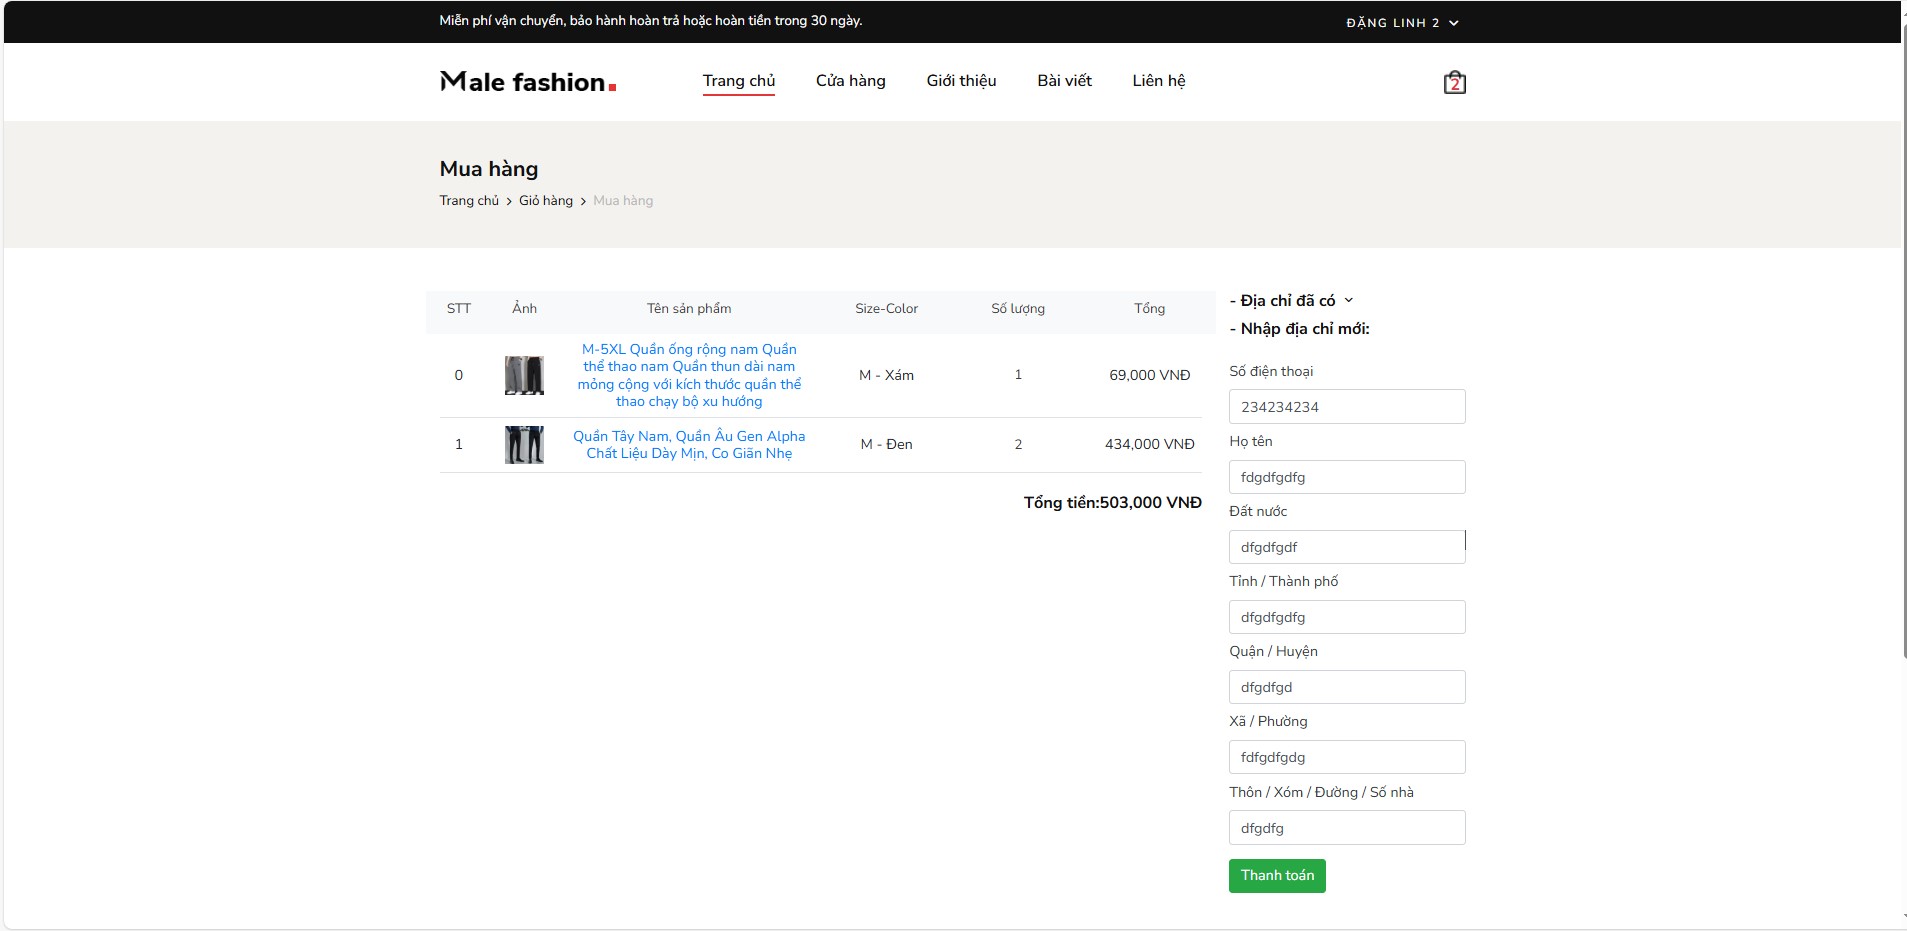 Miễn phí vận chuyển, bảo hành hoàn trả hoặc hoàn tiền trong 30 ngày.
ĐẶNG LINH 2
Male fashion.
Trang chủ
Cửa hàng
Giới thiệu
Bài viết
Liên hệ
2
Mua hàng
Trang chủ > Giỏ hàng > Mua hàng
STT Ảnh Tên sản phẩm Size-Color Số lượng Tổng
0
M-5XL Quần ống rộng nam Quần
thể thao nam Quần thun dài nam
mỏng cộng với kích thước quần thể
thao chạy bộ xu hướng
M - Xám
1
69,000 VNĐ
1
Quần Tây Nam, Quần Âu Gen Alpha
Chất Liệu Dày Mịn, Co Giãn Nhẹ
M - Đen
2
434,000 VNĐ
Tổng tiền:503,000 VNĐ
- Địa chỉ đã có
- Nhập địa chỉ mới:
Số điện thoại
234234234
Họ tên
fdgdfgdfg
Đất nước
dfgdfgdf
Tỉnh / Thành phố
dfgdfgdfg
Quận / Huyện
dfgdfgd
Xã / Phường
fdfgdfgdg
Thôn / Xóm / Đường / Số nhà
dfgdfg
Thanh toán